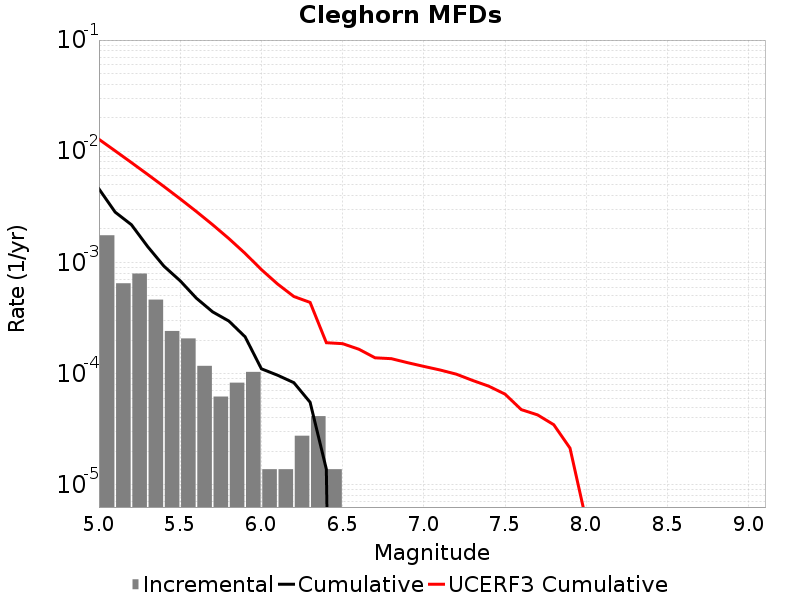 Cleghorn MFDs
10-1
10-2
10-3
10-4
10-5
Rate (1/yr)
5.0 5.5 6.0 6.5 7.0 7.5 8.0 8.5 9.0
Magnitude
Incremental Cumulative UCERF3 Cumulative